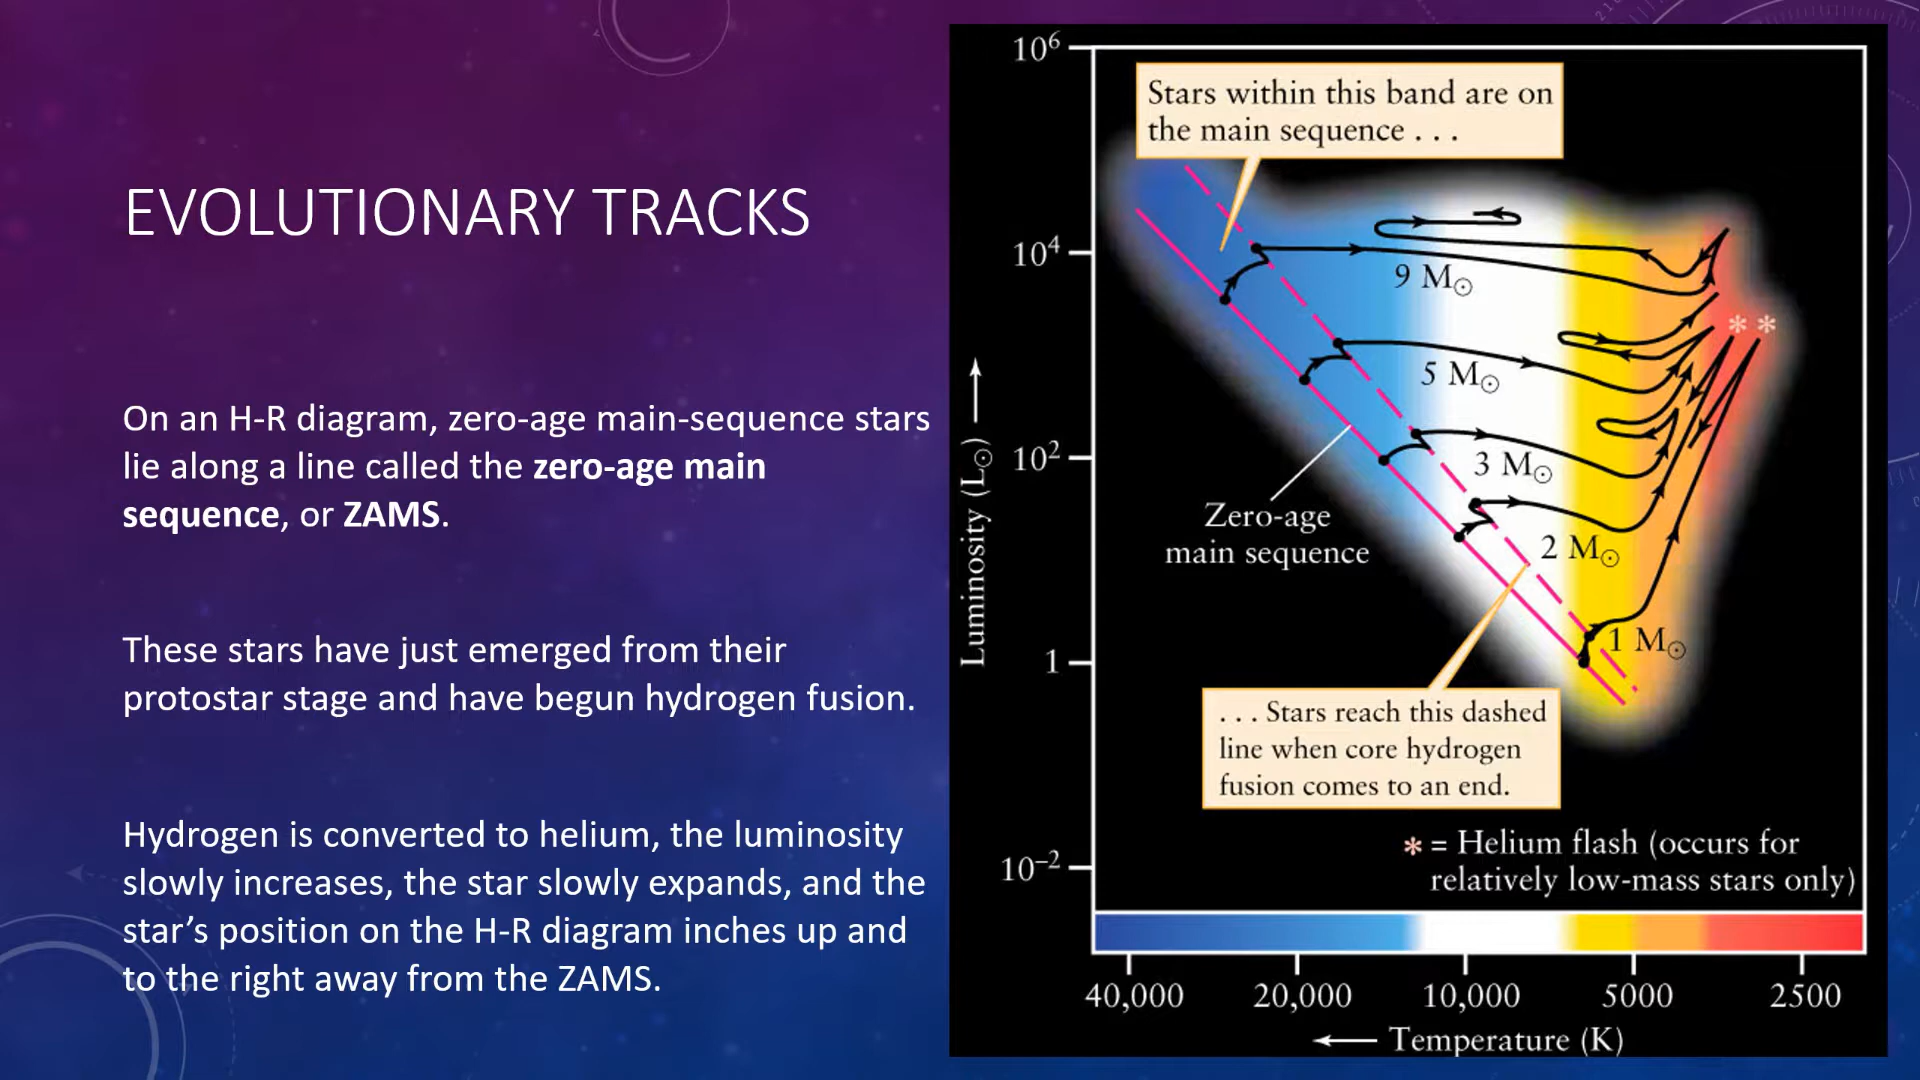 EVOLUTIONARY TRACKS
On an H-R diagram, zero-age main-sequence stars
lie along a line called the zero-age main
sequence, or ZAMS.
These stars have just emerged from their
protostar stage and have begun hydrogen fusion.
Hydrogen is converted to helium, the luminosity
slowly increases, the star slowly expands, and the
star’s position on the H-R diagram inches up and
to the right away from the ZAMS.
10⁶
Stars within this band are on
the main sequence . . .
10⁴
9 M☉
5 M☉
10²
3 M☉
Zero-age
main sequence
2 M☉
1 M☉
1
Luminosity (L☉)
. . . Stars reach this dashed
line when core hydrogen
fusion comes to an end.
10⁻²
* = Helium flash (occurs for
relatively low-mass stars only)
40,000 20,000 10,000 5000 2500
Temperature (K)